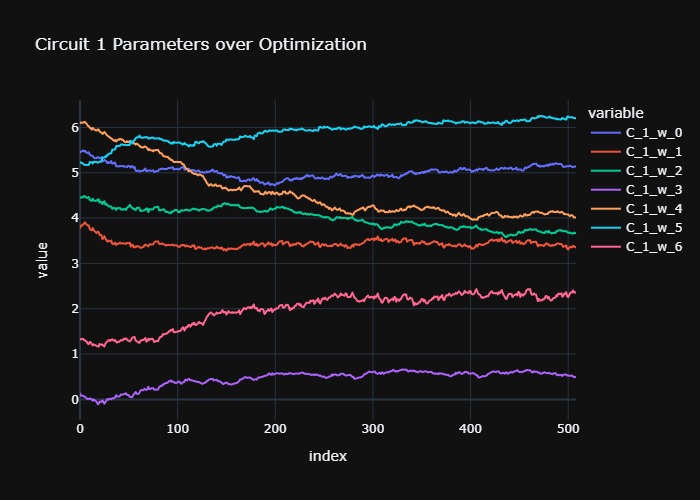 Circuit 1 Parameters over Optimization
variable
C_1_w_0
C_1_w_1
C_1_w_2
C_1_w_3
C_1_w_4
C_1_w_5
C_1_w_6
value
6
5
4
3
2
1
0
0 100 200 300 400 500
index